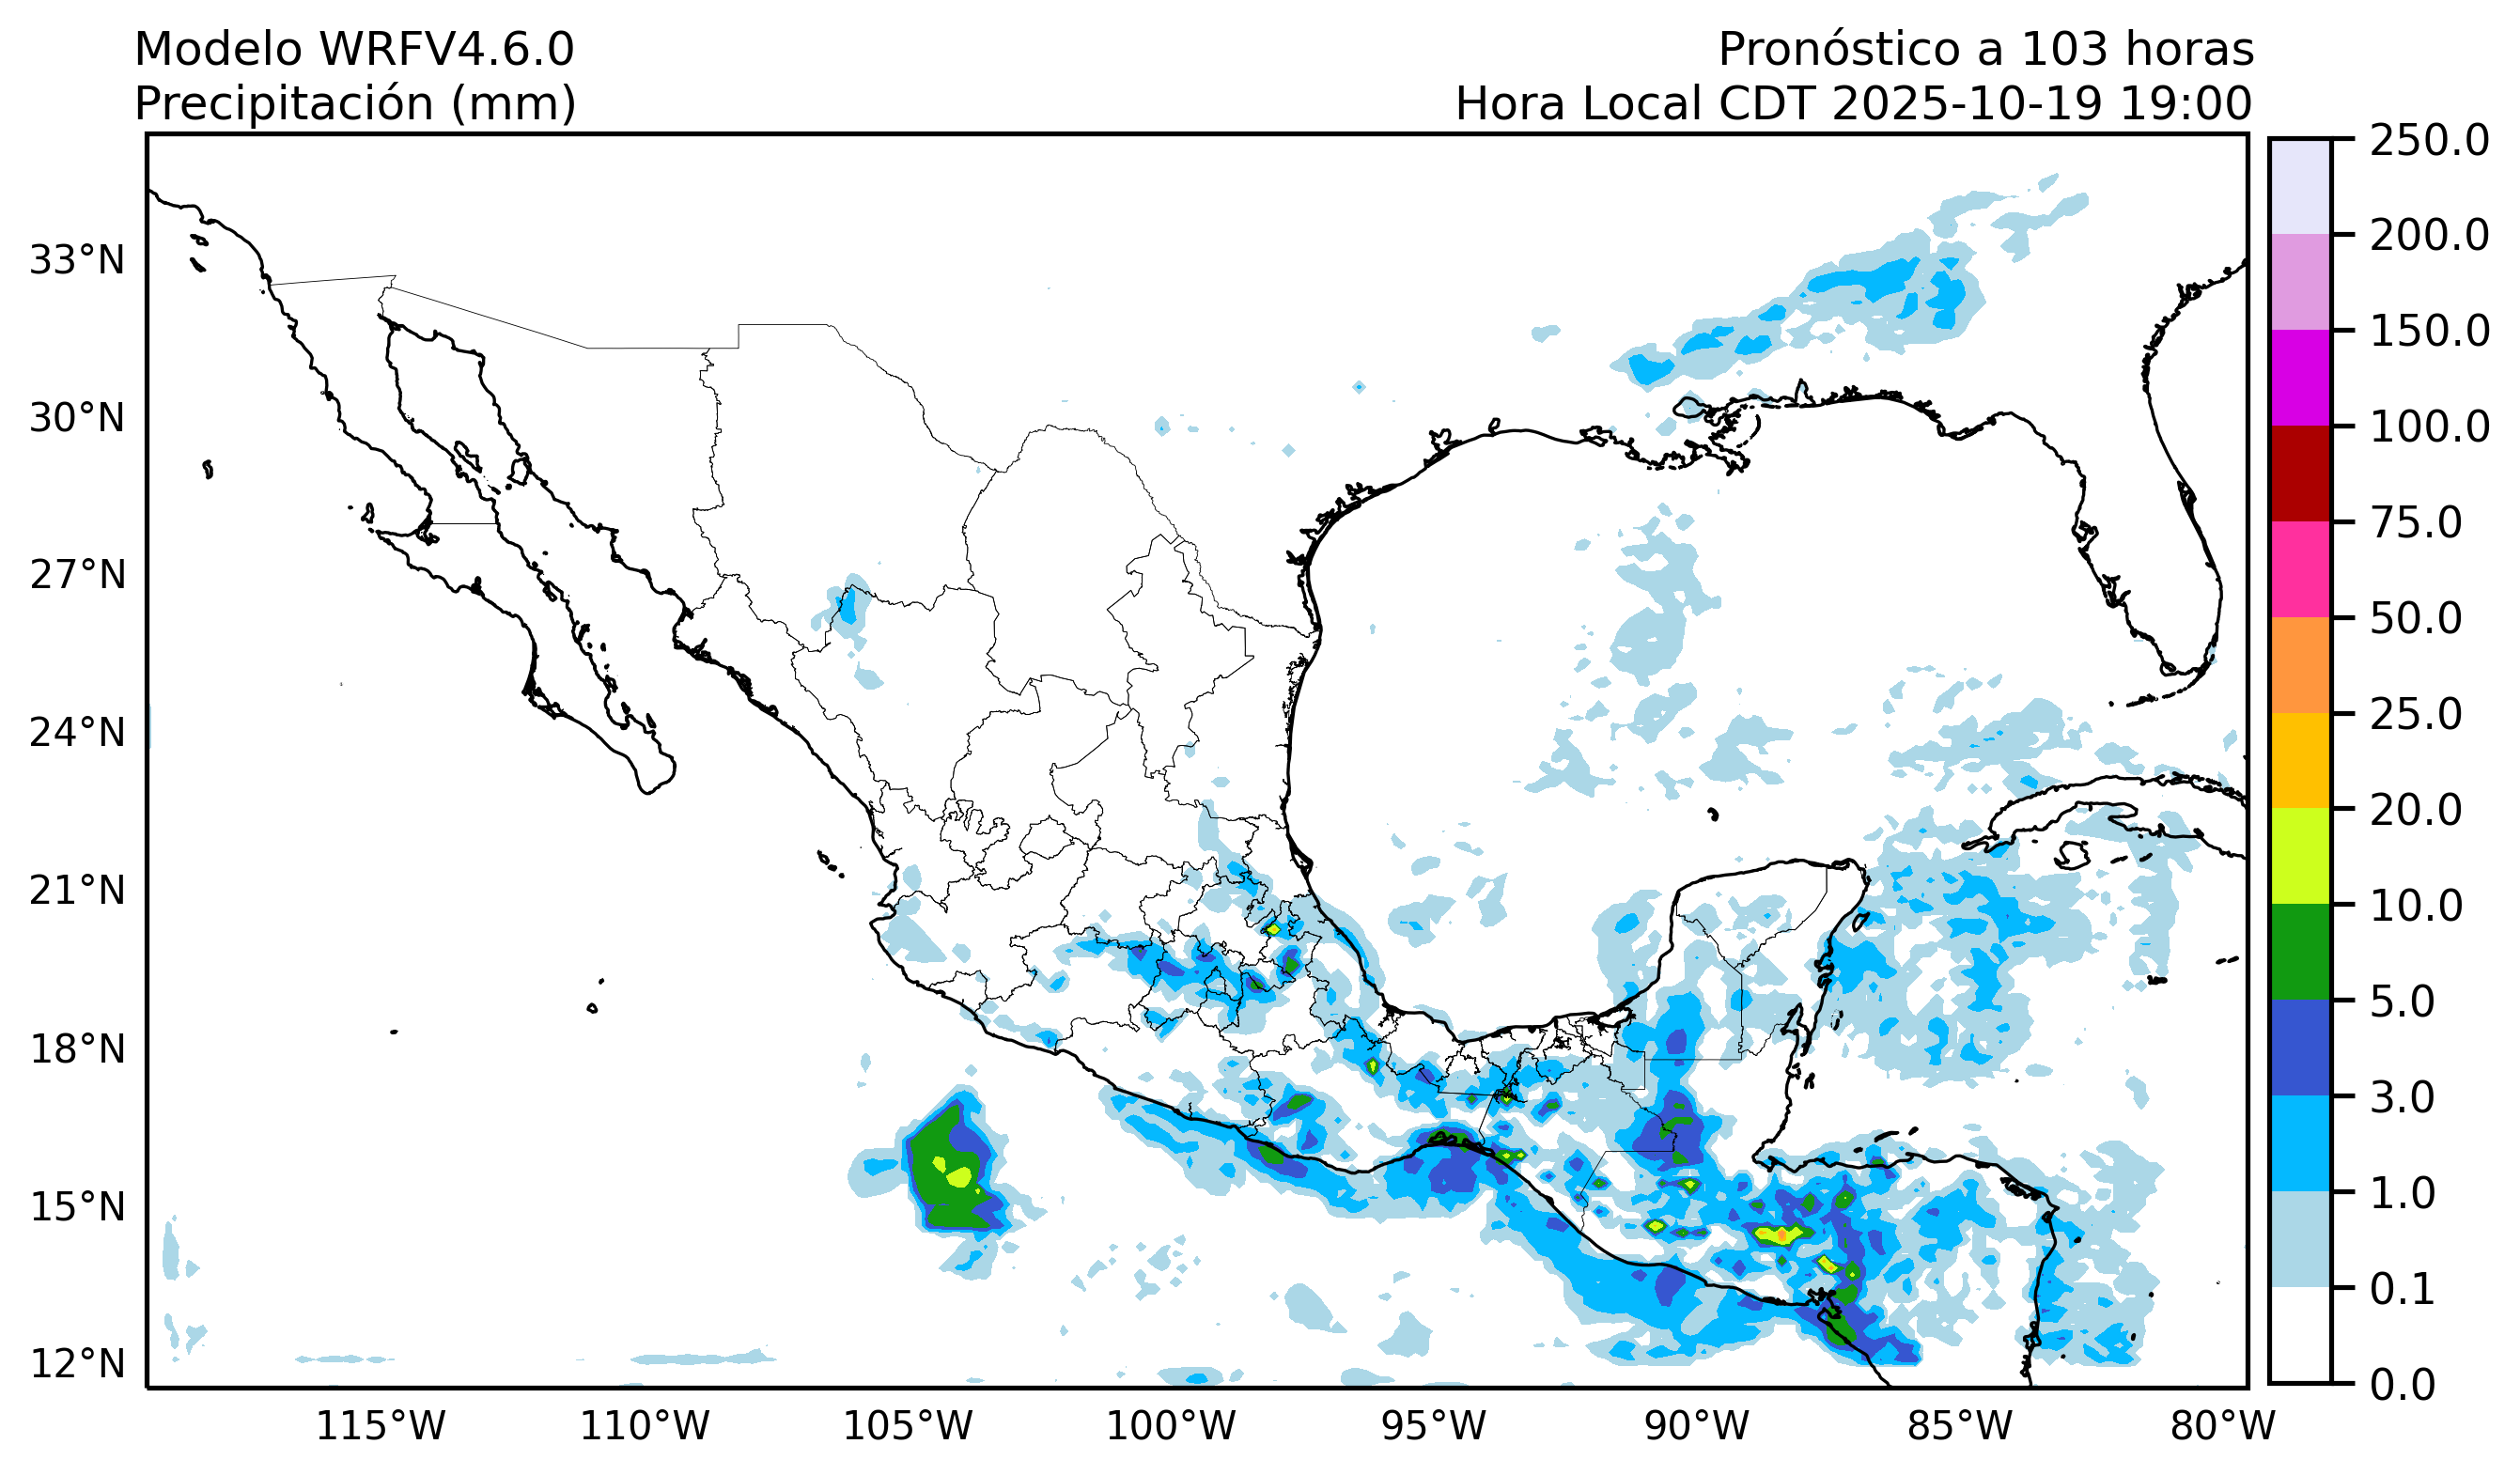 Modelo WRFV4.6.0
Precipitación (mm)
Pronóstico a 103 horas
Hora Local CDT 2025-10-19 19:00
33°N
30°N
27°N
24°N
21°N
18°N
15°N
12°N
115°W
110°W
105°W
100°W
95°W
90°W
85°W
80°W
250.0
200.0
150.0
100.0
75.0
50.0
25.0
20.0
10.0
5.0
3.0
1.0
0.1
0.0